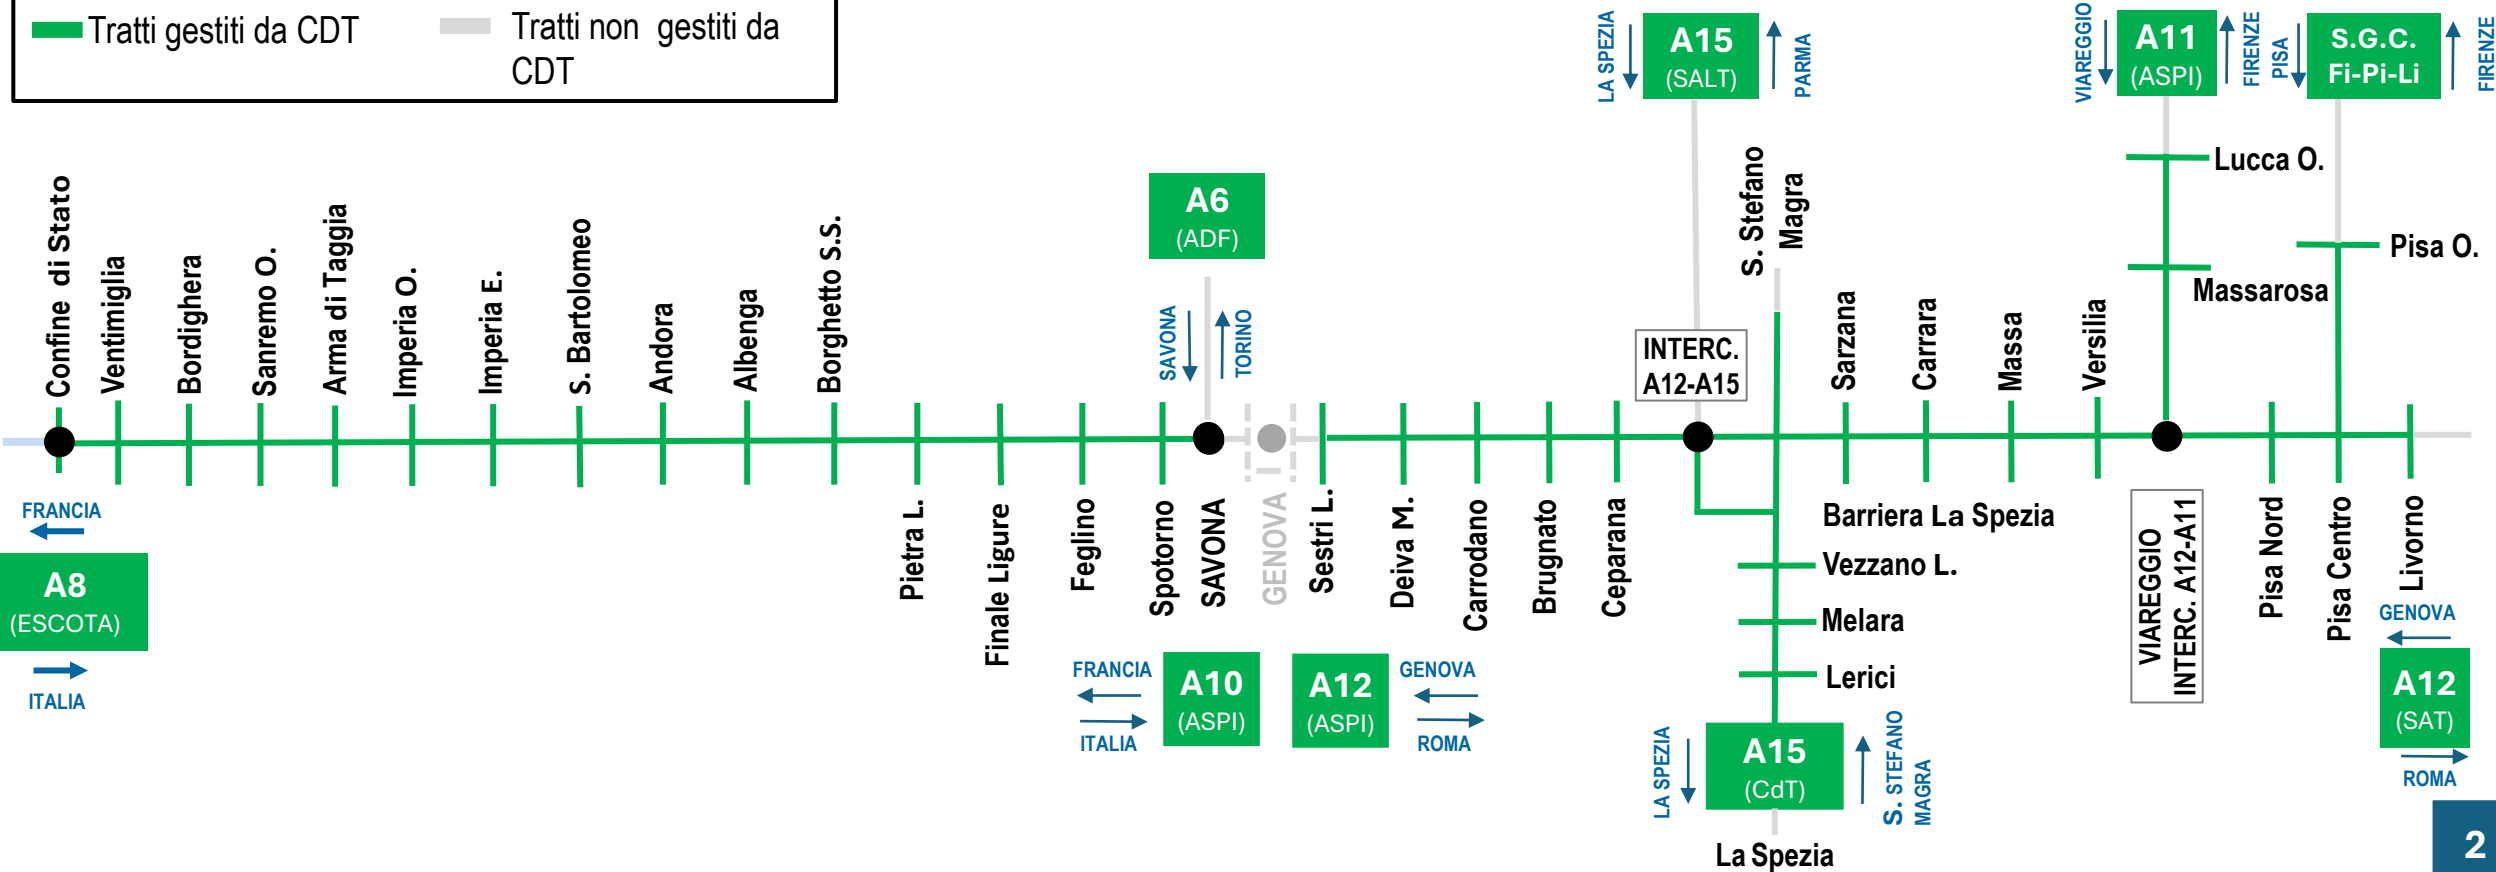 Tratti gestiti da CDT
Tratti non gestiti da
CDT
LA SPEZIA
A15
(SALT)
PARMA
VIAREGGIO
A11
(ASPI)
FIRENZE
PISA
S.G.C.
Fi-Pi-Li
FIRENZE
Lucca O.
Massarosa
Pisa O.
Confine di Stato
Ventimiglia
Bordighera
Sanremo O.
Arma di Taggia
Imperia O.
Imperia E.
S. Bartolomeo
Andora
Albenga
Borghetto S.S.
A6
(ADF)
SAVONA
TORINO
INTERC.
A12-A15
S. Stefano
Magra
Sarzana
Carrara
Massa
Versilia
FRANCIA
A8
(ESCOTA)
ITALIA
Pietra L.
Finale Ligure
Feglino
Spotorno
SAVONA
GENOVA
Sestri L.
Deiva M.
Carrodano
Brugnato
Ceparana
Barriera La Spezia
Vezzano L.
Melara
Lerici
VIAREGGIO
INTERC. A12-A11
Pisa Nord
Pisa Centro
Livorno
FRANCIA
ITALIA
A10
(ASPI)
A12
(ASPI)
GENOVA
ROMA
LA SPEZIA
A15
(CdT)
S. STEFANO
MAGRA
La Spezia
GENOVA
A12
(SAT)
ROMA
2